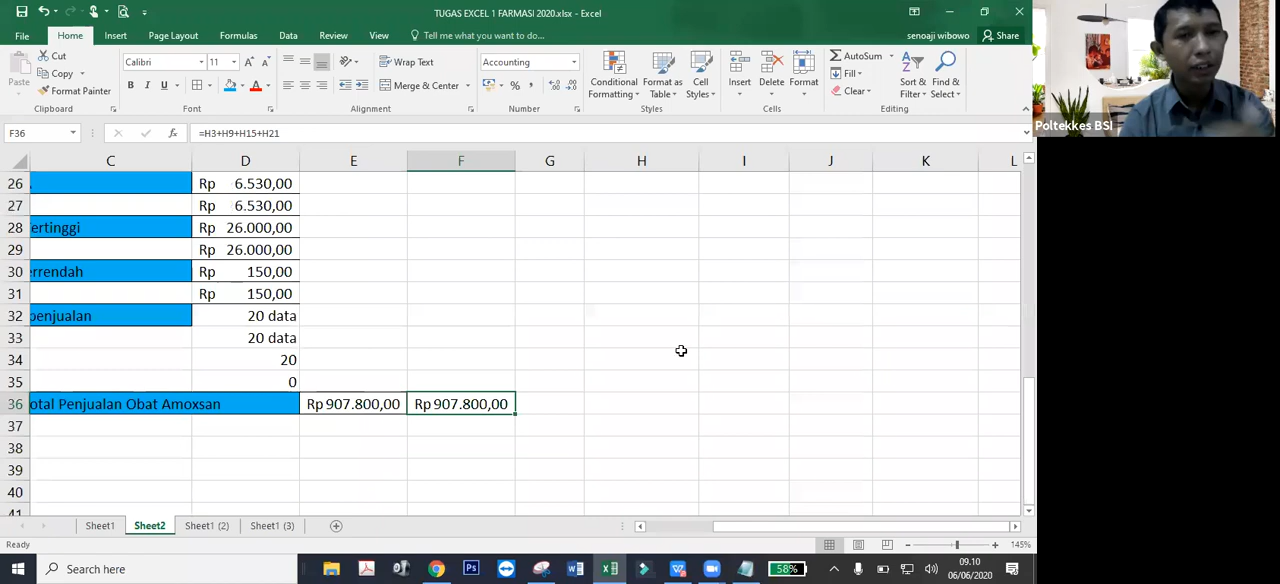 TUGAS EXCEL 1 FARMASI 2020.xlsx - Excel
File Home Insert Page Layout Formulas Data Review View Tell me what you want to do... senoaji wibowo Share
Paste Cut Copy Format Painter Clipboard
Calibri 11 B I U Font
Wrap Text Merge & Center Alignment
Accounting % , Number
Conditional Formatting Format as Table Cell Styles Styles
Insert Delete Format Cells
AutoSum Fill Clear Sort & Filter Find & Select Editing
Poltekkes BSI
F36 fx =H3+H9+H15+H21
C D E F G H I J K L
26 Rp 6.530,00
27 Rp 6.530,00
28 ertinggi Rp 26.000,00
29 Rp 26.000,00
30 errendah Rp 150,00
31 Rp 150,00
32 penjualan 20 data
33 20 data
34 20
35 0
36 otal Penjualan Obat Amoxsan Rp 907.800,00 Rp 907.800,00
37
38
39
40
41
Sheet1 Sheet2 Sheet1 (2) Sheet1 (3)
Ready 145%
Search here 58% 09.10
06/06/2020